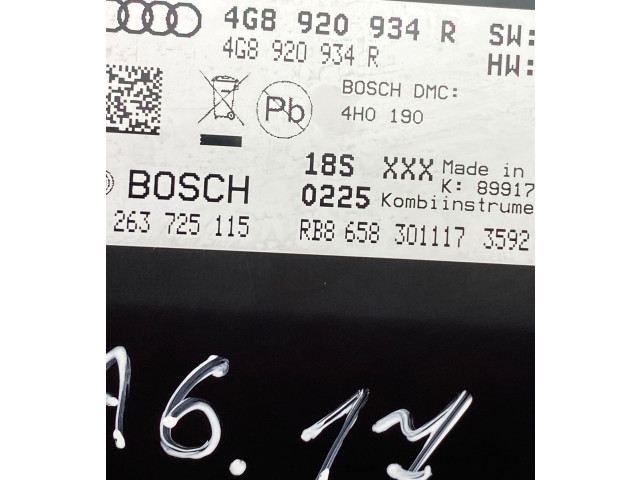 4G8 920 934 R SW:
4G8 920 934 R HW:
BOSCH DMC:
Pb 4H0 190
18S XXX Made in
K: 89917
BOSCH 0225 Kombiinstrume
263 725 115 RB8 658 301117 3592
A6.17